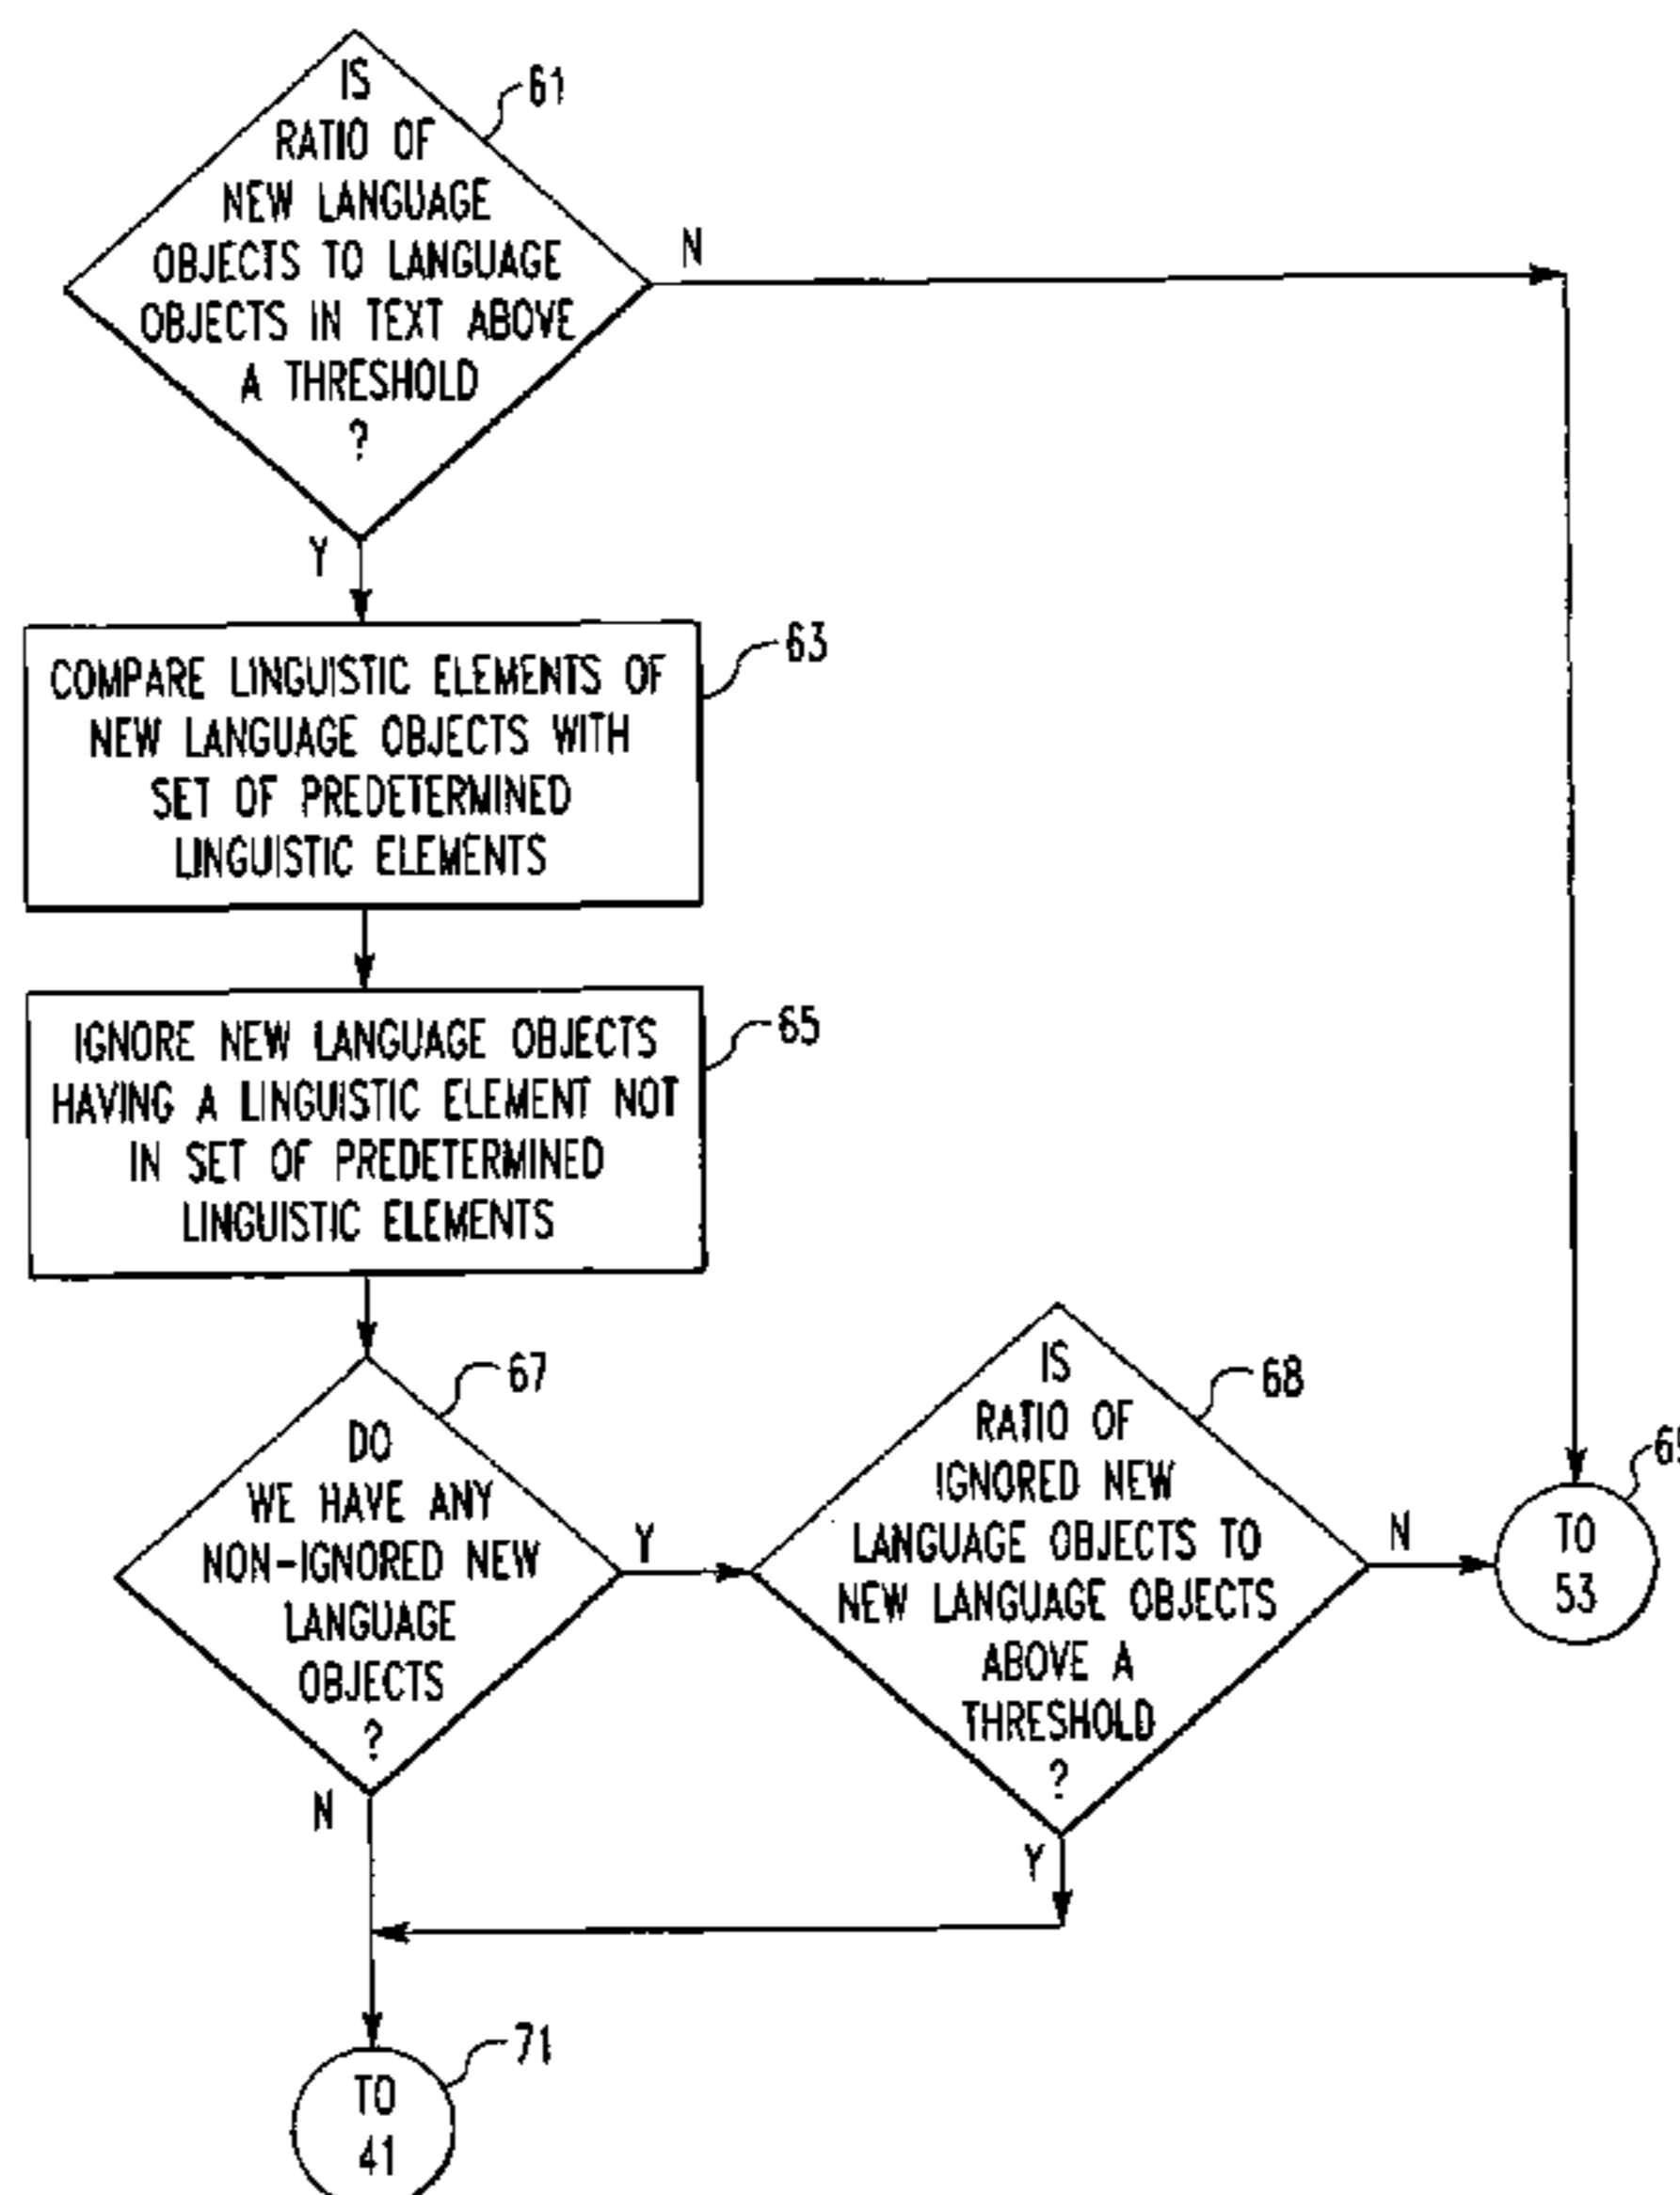 IS
RATIO OF
NEW LANGUAGE
OBJECTS TO LANGUAGE
OBJECTS IN TEXT ABOVE
A THRESHOLD
?
61
N
Y
COMPARE LINGUISTIC ELEMENTS OF
NEW LANGUAGE OBJECTS WITH
SET OF PREDETERMINED
LINGUISTIC ELEMENTS
63
IGNORE NEW LANGUAGE OBJECTS
HAVING A LINGUISTIC ELEMENT NOT
IN SET OF PREDETERMINED
LINGUISTIC ELEMENTS
65
DO
WE HAVE ANY
NON-IGNORED NEW
LANGUAGE
OBJECTS
?
67
Y
N
IS
RATIO OF
IGNORED NEW
LANGUAGE OBJECTS TO
NEW LANGUAGE OBJECTS
ABOVE A
THRESHOLD
?
68
N
Y
TO
53
TO
41
71